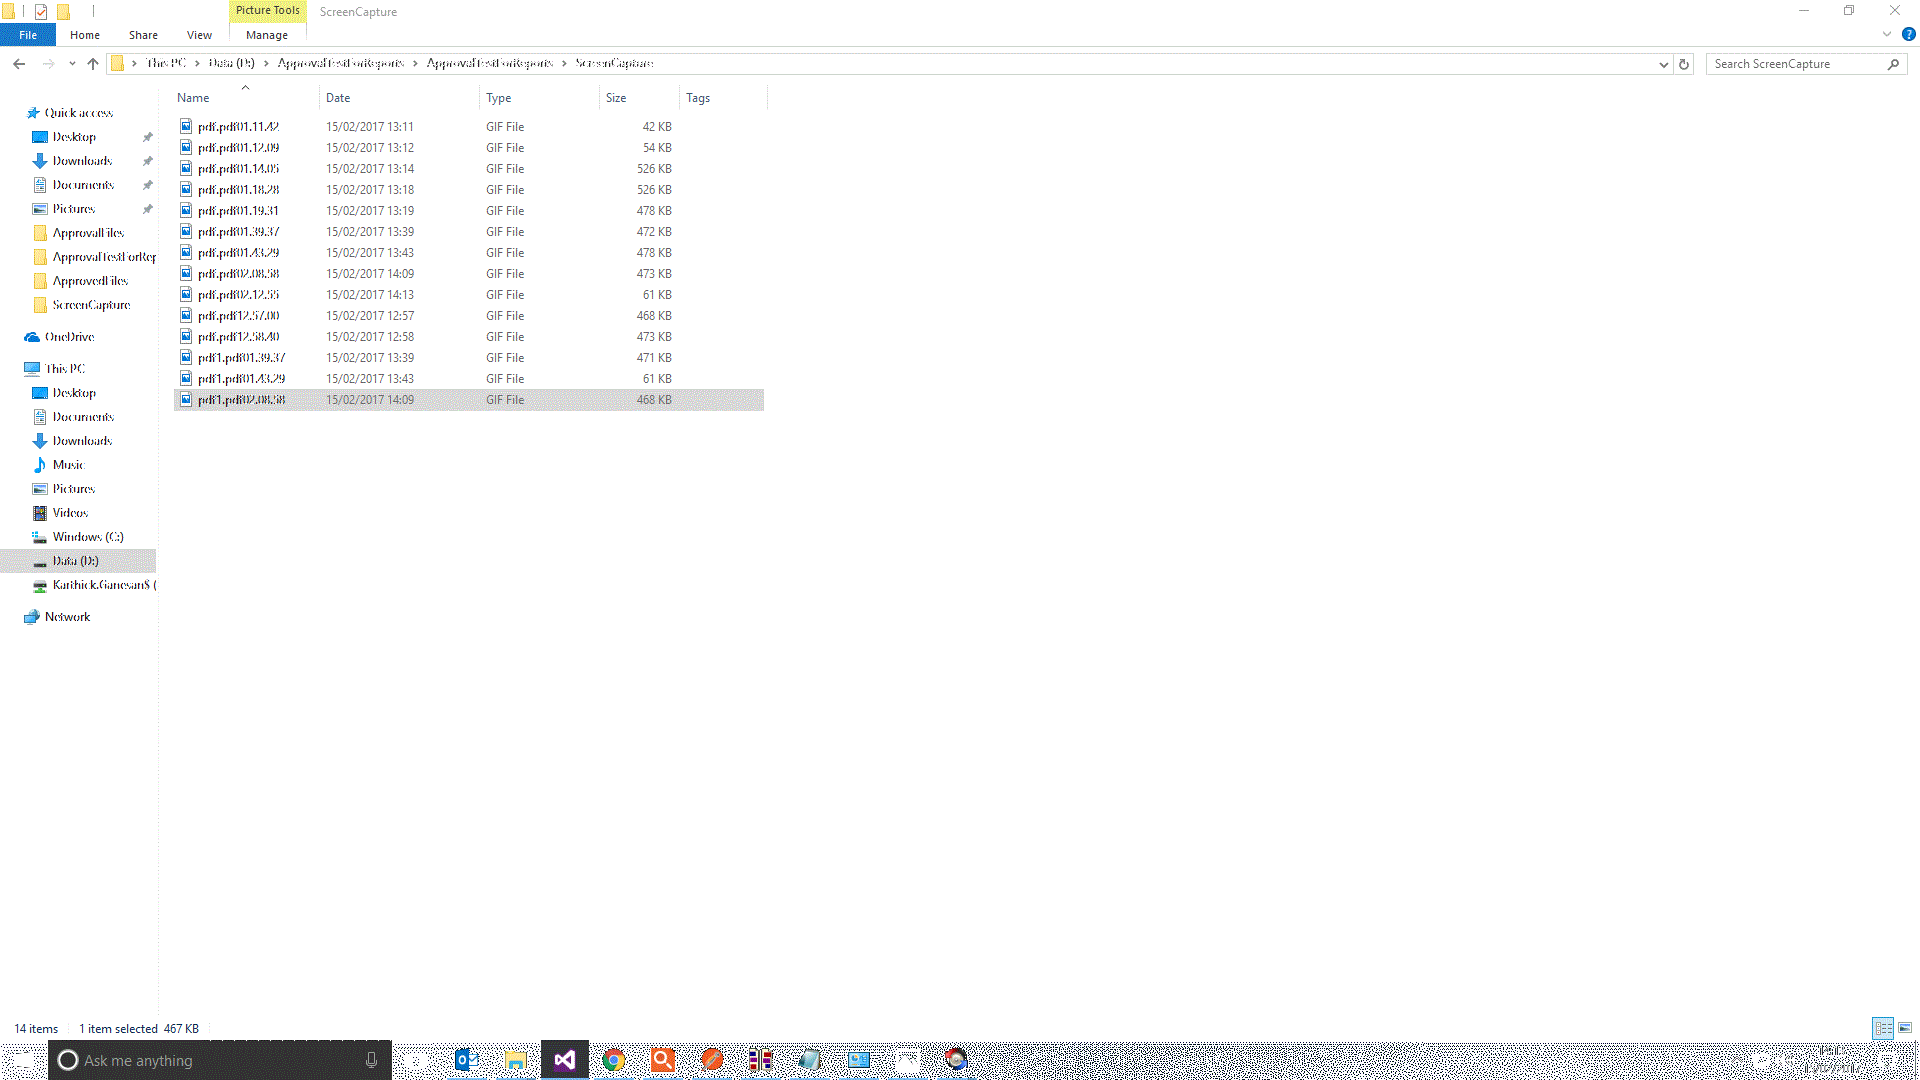 Picture Tools ScreenCapture
File Home Share View Manage
This PC Data (D:) ApprovalTestForReports ApprovalTestForReports ScreenCapture Search ScreenCapture
Name Date Type Size Tags
Quick access
Desktop
Downloads
Documents
Pictures
ApprovalFiles
ApprovalTestForRep
ApprovedFiles
ScreenCapture
OneDrive
This PC
Desktop
Documents
Downloads
Music
Pictures
Videos
Windows (C:)
Data (D:)
Karthick.Ganesan$ (
Network
pdf.pdf01.11.42 15/02/2017 13:11 GIF File 42 KB
pdf.pdf01.12.09 15/02/2017 13:12 GIF File 54 KB
pdf.pdf01.14.05 15/02/2017 13:14 GIF File 526 KB
pdf.pdf01.18.28 15/02/2017 13:18 GIF File 526 KB
pdf.pdf01.19.31 15/02/2017 13:19 GIF File 478 KB
pdf.pdf01.39.37 15/02/2017 13:39 GIF File 472 KB
pdf.pdf01.43.29 15/02/2017 13:43 GIF File 478 KB
pdf.pdf02.08.58 15/02/2017 14:09 GIF File 473 KB
pdf.pdf02.12.55 15/02/2017 14:13 GIF File 61 KB
pdf.pdf12.57.00 15/02/2017 12:57 GIF File 468 KB
pdf.pdf12.58.40 15/02/2017 12:58 GIF File 473 KB
pdf1.pdf01.39.37 15/02/2017 13:39 GIF File 471 KB
pdf1.pdf01.43.29 15/02/2017 13:43 GIF File 61 KB
pdf1.pdf02.08.58 15/02/2017 14:09 GIF File 468 KB
14 items 1 item selected 467 KB
Ask me anything